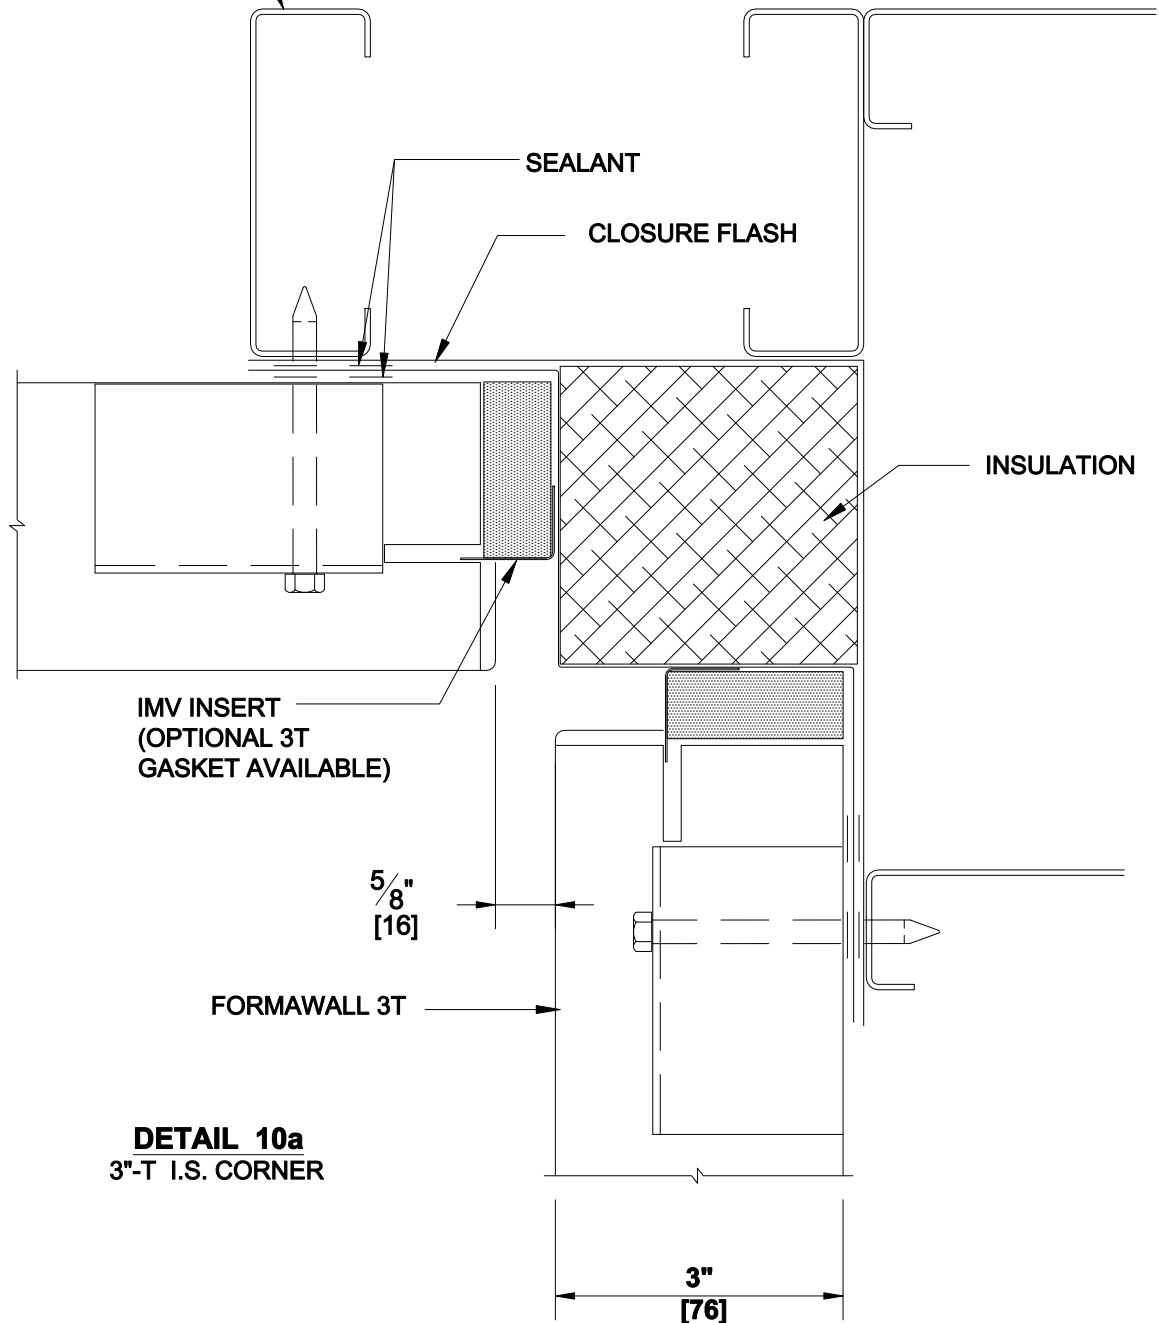 SEALANT
CLOSURE FLASH
INSULATION
IMV INSERT
(OPTIONAL 3T
GASKET AVAILABLE)
5/8"
[16]
FORMAWALL 3T
DETAIL 10a
3"-T I.S. CORNER
3"
[76]